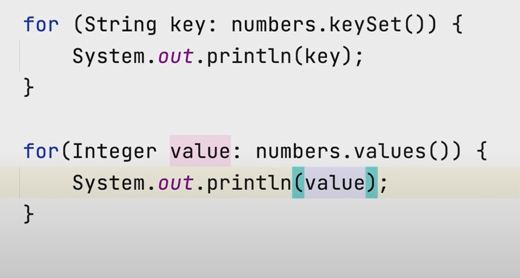 for (String key: numbers.keySet()) {
    System.out.println(key);
}

for(Integer value: numbers.values()) {
    System.out.println(value);
}